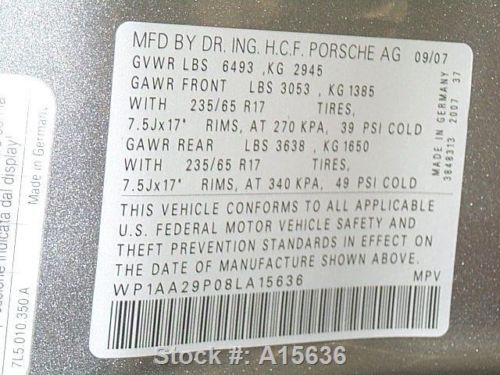 MFD BY DR. ING. H.C.F. PORSCHE AG 09/07
GVWR LBS 6493 ,KG 2945
GAWR FRONT LBS 3053 ,KG 1385
WITH 235/65 R17 TIRES,
7.5Jx17" RIMS, AT 270 KPA, 39 PSI COLD
GAWR REAR LBS 3638 ,KG 1650
WITH 235/65 R17 TIRES,
7.5Jx17" RIMS, AT 340 KPA, 49 PSI COLD
THIS VEHICLE CONFORMS TO ALL APPLICABLE
U.S. FEDERAL MOTOR VEHICLE SAFETY AND
THEFT PREVENTION STANDARDS IN EFFECT ON
THE DATE OF MANUFACTURE SHOWN ABOVE.
WP1AA29P08LA15636 MPV
MADE IN GERMANY
3848313 2007 37
Made in Germany
indicata dal display
7L5 010 350 A
Stock #: A15636